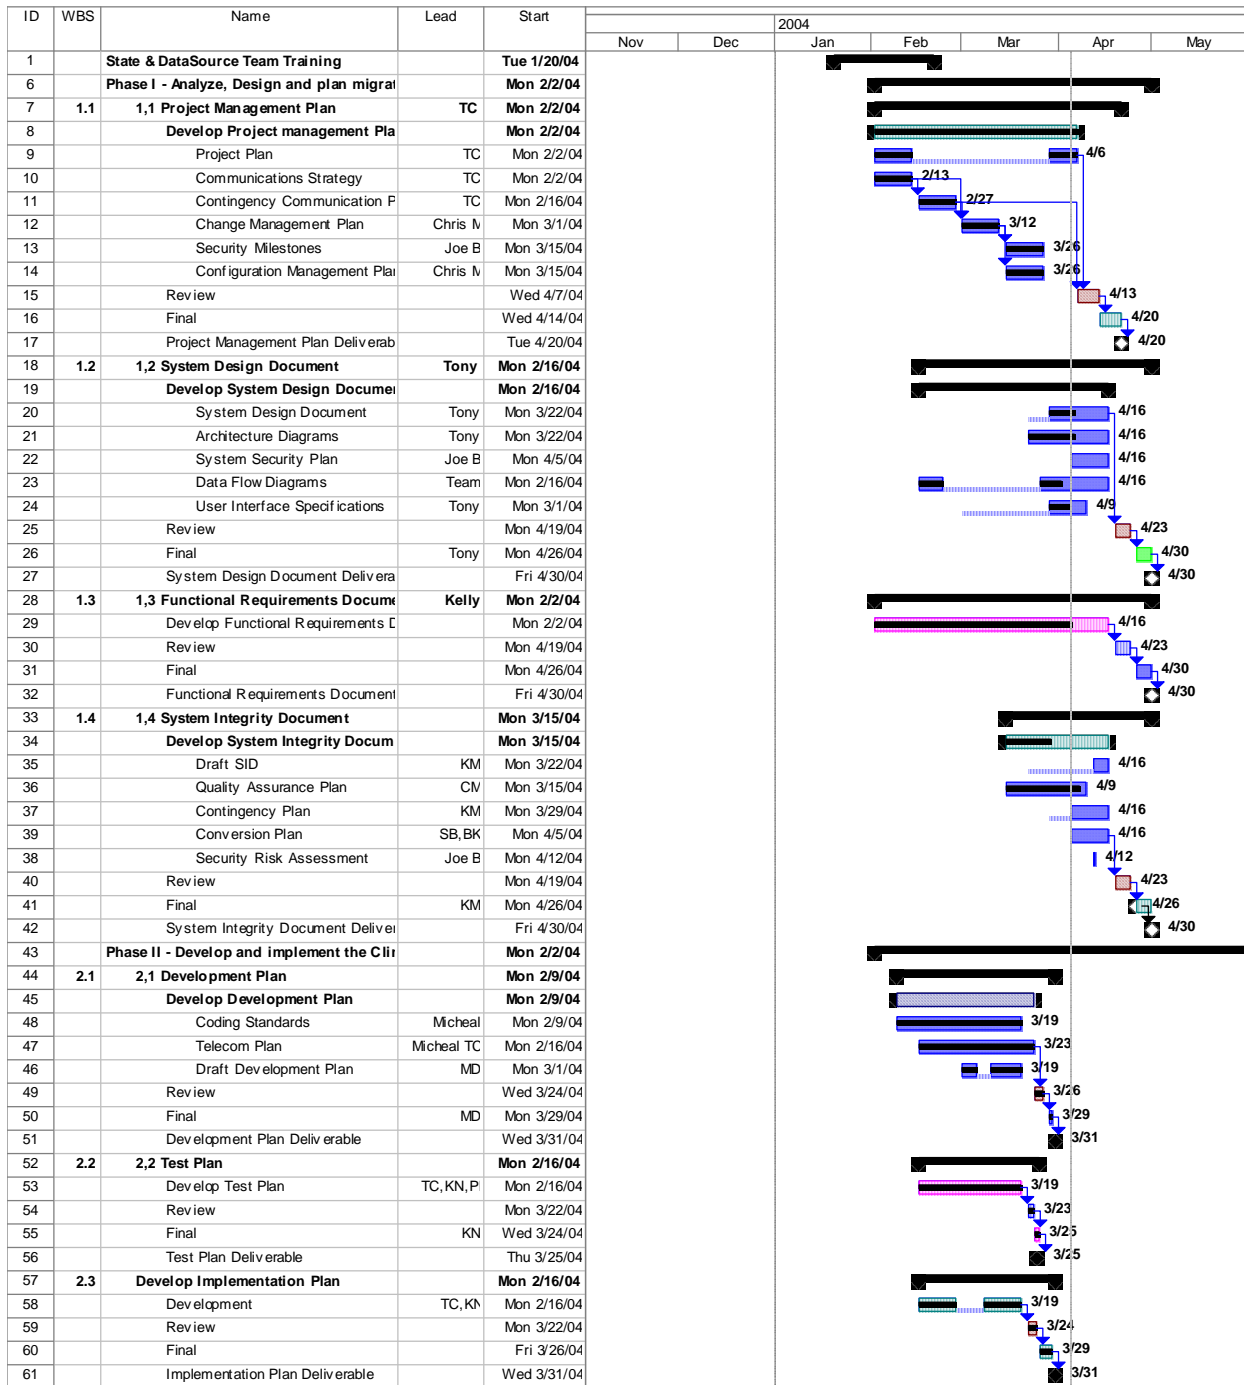 ID WBS Name Lead Start
2004
Nov Dec Jan Feb Mar Apr May
1 State & DataSource Team Training Tue 1/20/04
6 Phase I - Analyze, Design and plan migrat Mon 2/2/04
7 1.1 1,1 Project Management Plan TC Mon 2/2/04
8 Develop Project management Pla Mon 2/2/04
9 Project Plan TC Mon 2/2/04 4/6
10 Communications Strategy TC Mon 2/2/04 2/13
11 Contingency Communication P TC Mon 2/16/04 2/27
12 Change Management Plan Chris M Mon 3/1/04 3/12
13 Security Milestones Joe B Mon 3/15/04 3/26
14 Configuration Management Plan Chris M Mon 3/15/04 3/26
15 Review Wed 4/7/04 4/13
16 Final Wed 4/14/04 4/20
17 Project Management Plan Deliverab Tue 4/20/04 4/20
18 1.2 1,2 System Design Document Tony Mon 2/16/04
19 Develop System Design Documen Mon 2/16/04
20 System Design Document Tony Mon 3/22/04 4/16
21 Architecture Diagrams Tony Mon 3/22/04 4/16
22 System Security Plan Joe B Mon 4/5/04 4/16
23 Data Flow Diagrams Team Mon 2/16/04 4/16
24 User Interface Specifications Tony Mon 3/1/04 4/9
25 Review Mon 4/19/04 4/23
26 Final Tony Mon 4/26/04 4/30
27 System Design Document Delivera Fri 4/30/04 4/30
28 1.3 1,3 Functional Requirements Docume Kelly Mon 2/2/04
29 Develop Functional Requirements D Mon 2/2/04 4/16
30 Review Mon 4/19/04 4/23
31 Final Mon 4/26/04 4/30
32 Functional Requirements Document Fri 4/30/04 4/30
33 1.4 1,4 System Integrity Document Mon 3/15/04
34 Develop System Integrity Docum Mon 3/15/04
35 Draft SID KM Mon 3/22/04 4/16
36 Quality Assurance Plan CM Mon 3/15/04 4/9
37 Contingency Plan KM Mon 3/29/04 4/16
39 Conversion Plan SB,BK Mon 4/5/04 4/16
38 Security Risk Assessment Joe B Mon 4/12/04 4/12
40 Review Mon 4/19/04 4/23
41 Final KM Mon 4/26/04 4/26
42 System Integrity Document Deliver Fri 4/30/04 4/30
43 Phase II - Develop and implement the Clin Mon 2/2/04
44 2.1 2,1 Development Plan Mon 2/9/04
45 Develop Development Plan Mon 2/9/04
48 Coding Standards Micheal Mon 2/9/04 3/19
47 Telecom Plan Micheal TC Mon 2/16/04 3/23
46 Draft Development Plan MD Mon 3/1/04 3/19
49 Review Wed 3/24/04 3/26
50 Final MD Mon 3/29/04 3/29
51 Development Plan Deliverable Wed 3/31/04 3/31
52 2.2 2,2 Test Plan Mon 2/16/04
53 Develop Test Plan TC,KN,P Mon 2/16/04 3/19
54 Review Mon 3/22/04 3/23
55 Final KN Wed 3/24/04 3/25
56 Test Plan Deliverable Thu 3/25/04 3/25
57 2.3 Develop Implementation Plan Mon 2/16/04
58 Development TC,KN Mon 2/16/04 3/19
59 Review Mon 3/22/04 3/24
60 Final Fri 3/26/04 3/29
61 Implementation Plan Deliverable Wed 3/31/04 3/31